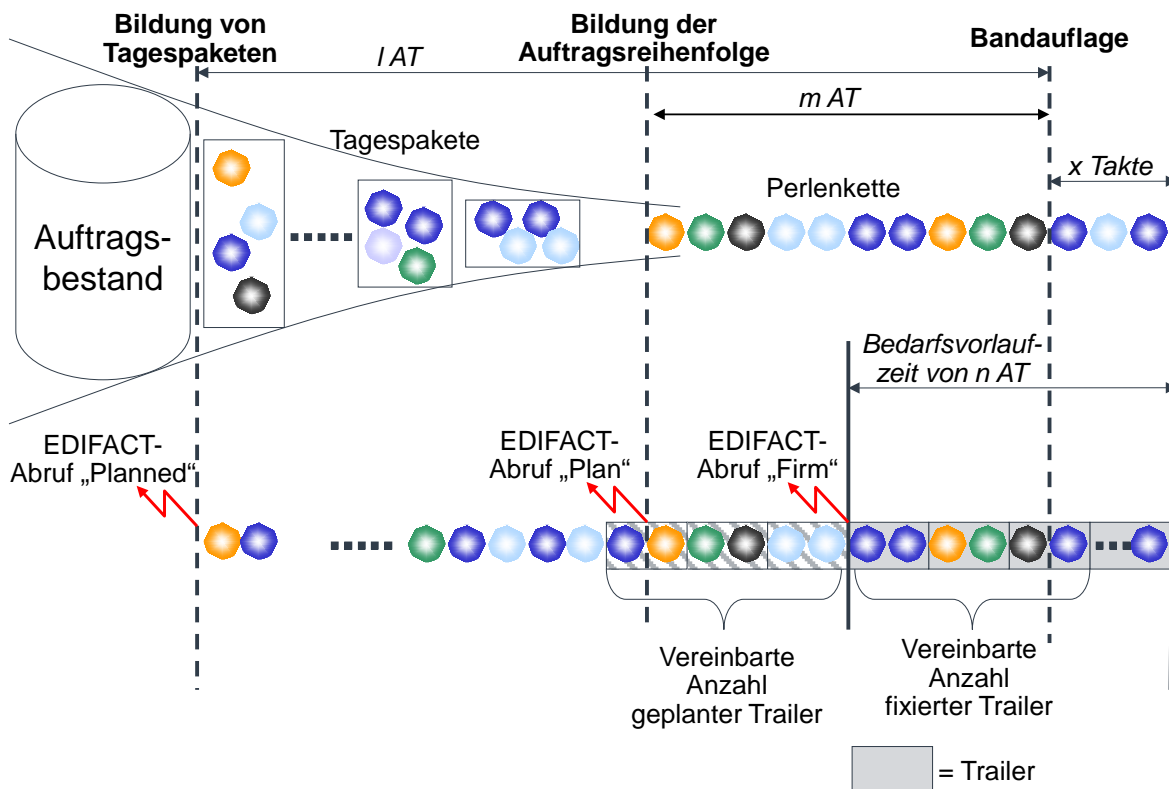 Bildung von
Tagespaketen
Bildung der
Auftragsreihenfolge
Bandauflage
l AT
m AT
x Takte
Tagespakete
Perlenkette
Auftrags-
bestand
Bedarfsvorlauf-
zeit von n AT
EDIFACT-
Abruf „Planned“
EDIFACT-
Abruf „Plan“
EDIFACT-
Abruf „Firm“
Vereinbarte
Anzahl
geplanter Trailer
Vereinbarte
Anzahl
fixierter Trailer
= Trailer